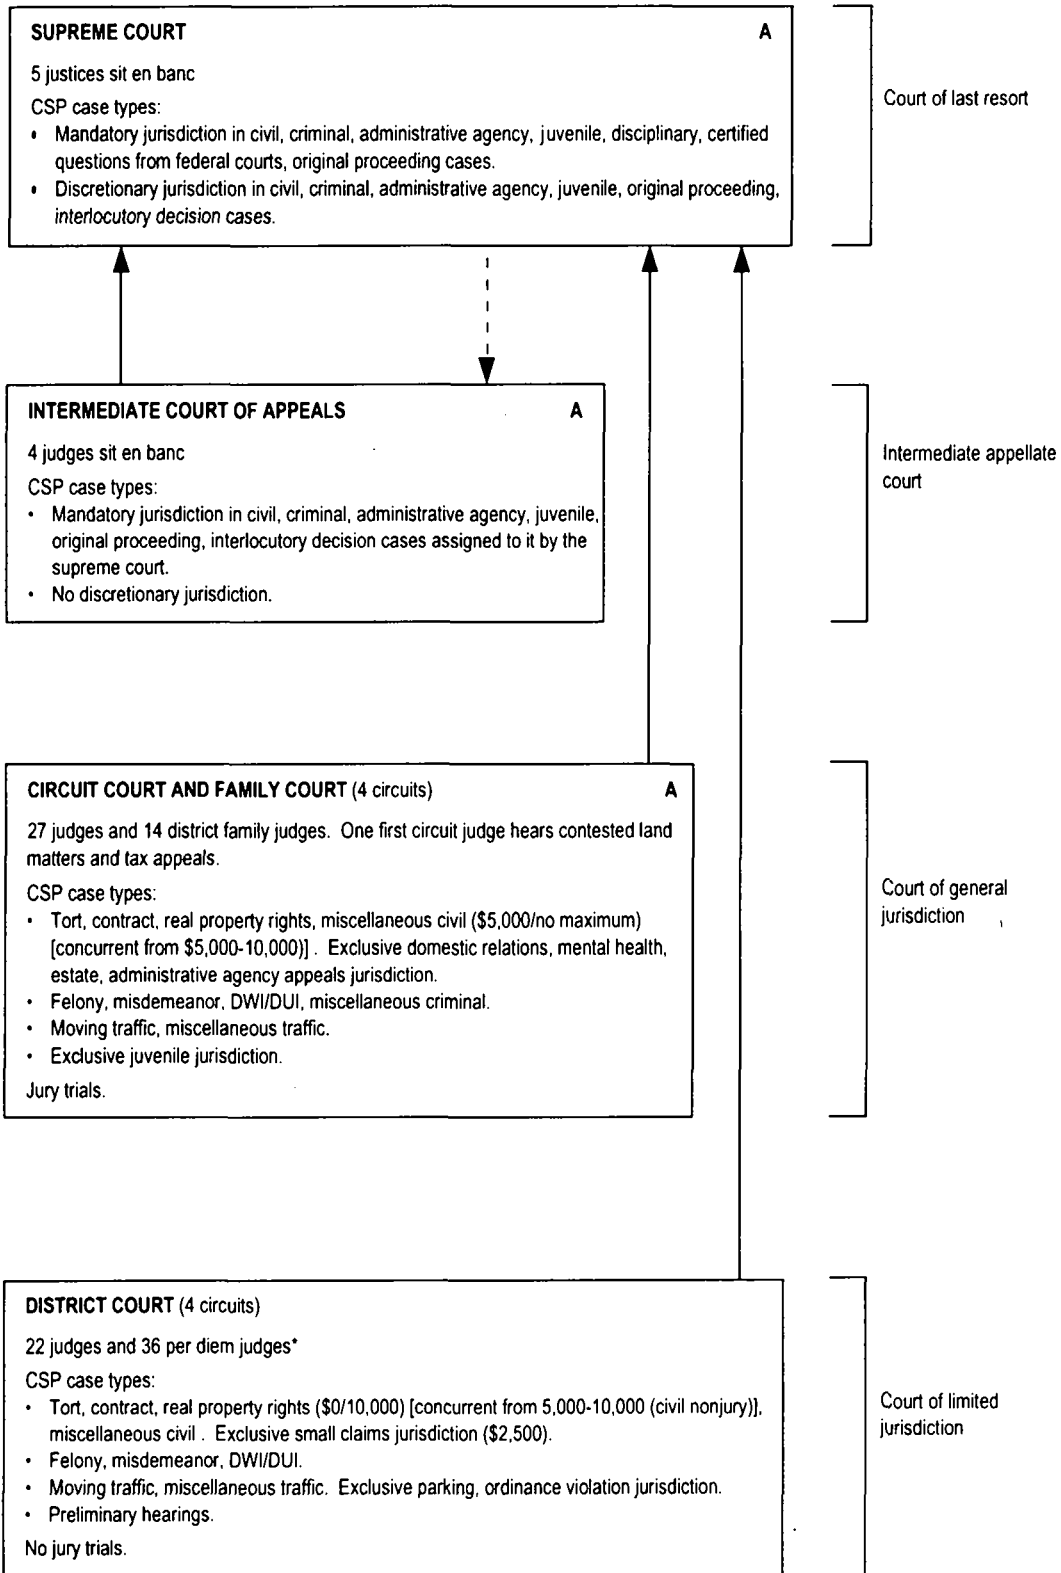 SUPREME COURT A
5 justices sit en banc
CSP case types:
• Mandatory jurisdiction in civil, criminal, administrative agency, juvenile, disciplinary, certified
questions from federal courts, original proceeding cases.
• Discretionary jurisdiction in civil, criminal, administrative agency, juvenile, original proceeding,
interlocutory decision cases.
Court of last resort
INTERMEDIATE COURT OF APPEALS A
4 judges sit en banc
CSP case types:
• Mandatory jurisdiction in civil, criminal, administrative agency, juvenile,
original proceeding, interlocutory decision cases assigned to it by the
supreme court.
• No discretionary jurisdiction.
Intermediate appellate
court
CIRCUIT COURT AND FAMILY COURT (4 circuits) A
27 judges and 14 district family judges. One first circuit judge hears contested land
matters and tax appeals.
CSP case types:
• Tort, contract, real property rights, miscellaneous civil ($5,000/no maximum)
[concurrent from $5,000-10,000)] . Exclusive domestic relations, mental health,
estate, administrative agency appeals jurisdiction.
• Felony, misdemeanor, DWI/DUI, miscellaneous criminal.
• Moving traffic, miscellaneous traffic.
• Exclusive juvenile jurisdiction.
Jury trials.
Court of general
jurisdiction
DISTRICT COURT (4 circuits)
22 judges and 36 per diem judges*
CSP case types:
• Tort, contract, real property rights ($0/10,000) [concurrent from 5,000-10,000 (civil nonjury)],
miscellaneous civil . Exclusive small claims jurisdiction ($2,500).
• Felony, misdemeanor, DWI/DUI.
• Moving traffic, miscellaneous traffic. Exclusive parking, ordinance violation jurisdiction.
• Preliminary hearings.
No jury trials.
Court of limited
jurisdiction